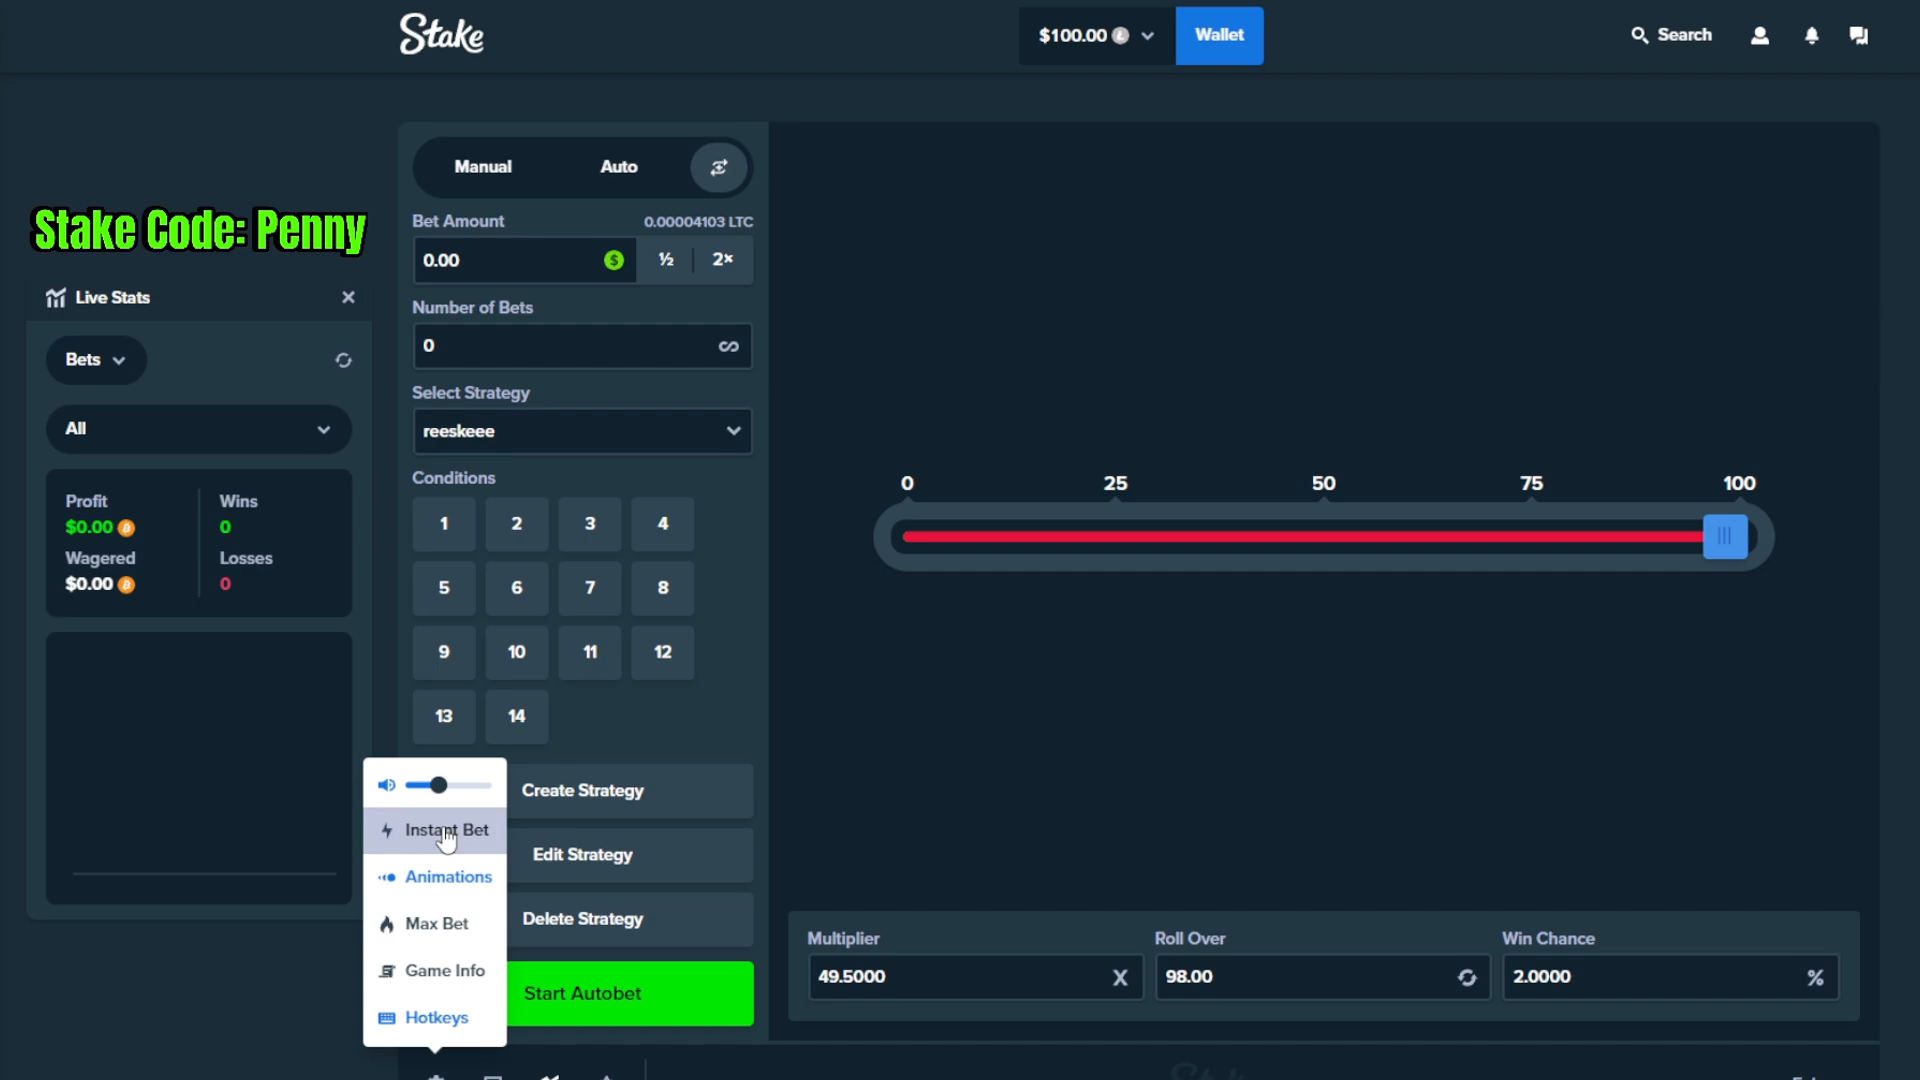 Stake
$100.00
Wallet
Search
Manual
Auto
Stake Code: Penny
Bet Amount
0.00004103 LTC
0.00
½
2×
Live Stats
Number of Bets
0
Bets
Select Strategy
All
reeskeee
Conditions
0
25
50
75
100
Profit
Wins
$0.00
0
Wagered
Losses
$0.00
0
1
2
3
4
5
6
7
8
9
10
11
12
13
14
Create Strategy
Instant Bet
Edit Strategy
Animations
Max Bet
Delete Strategy
Game Info
Start Autobet
Hotkeys
Multiplier
Roll Over
Win Chance
49.5000
98.00
2.0000
%